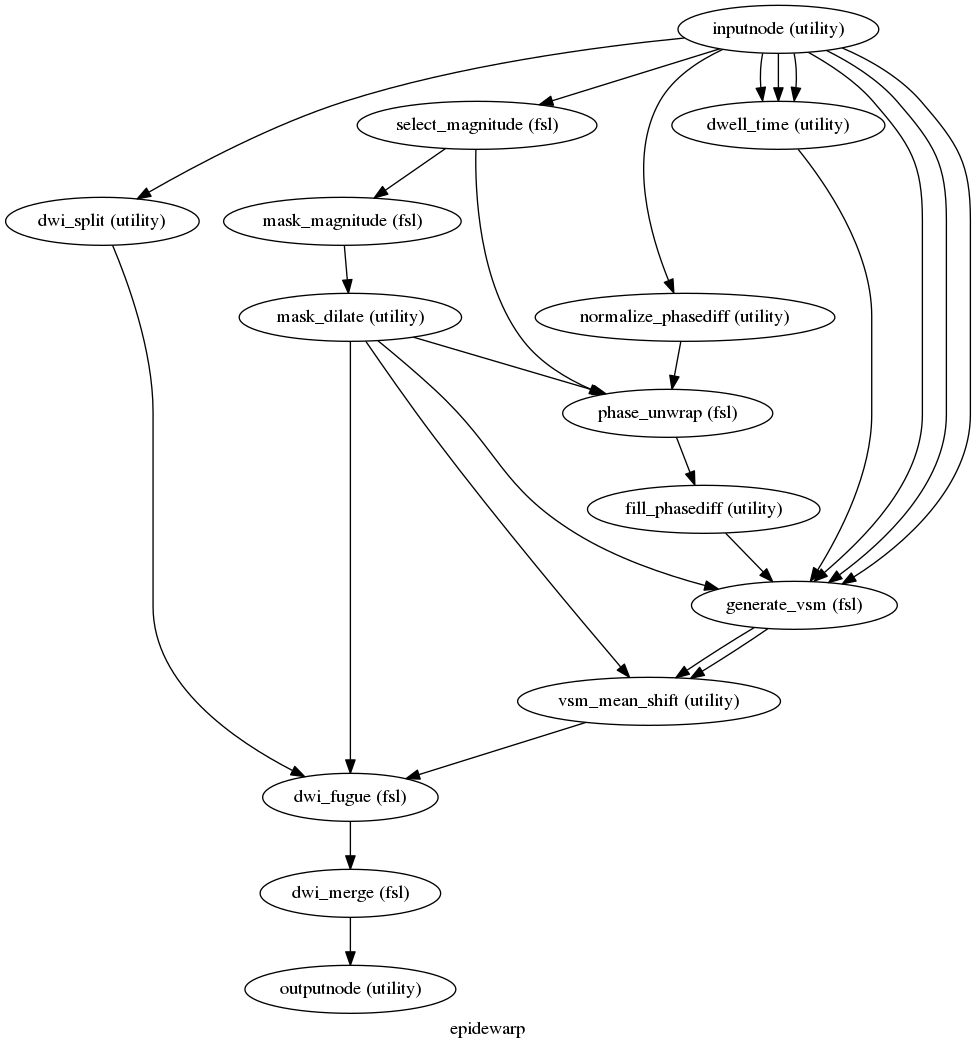 inputnode (utility)
select_magnitude (fsl)
dwell_time (utility)
dwi_split (utility)
mask_magnitude (fsl)
mask_dilate (utility)
normalize_phasediff (utility)
phase_unwrap (fsl)
fill_phasediff (utility)
generate_vsm (fsl)
vsm_mean_shift (utility)
dwi_fugue (fsl)
dwi_merge (fsl)
outputnode (utility)
epidewarp